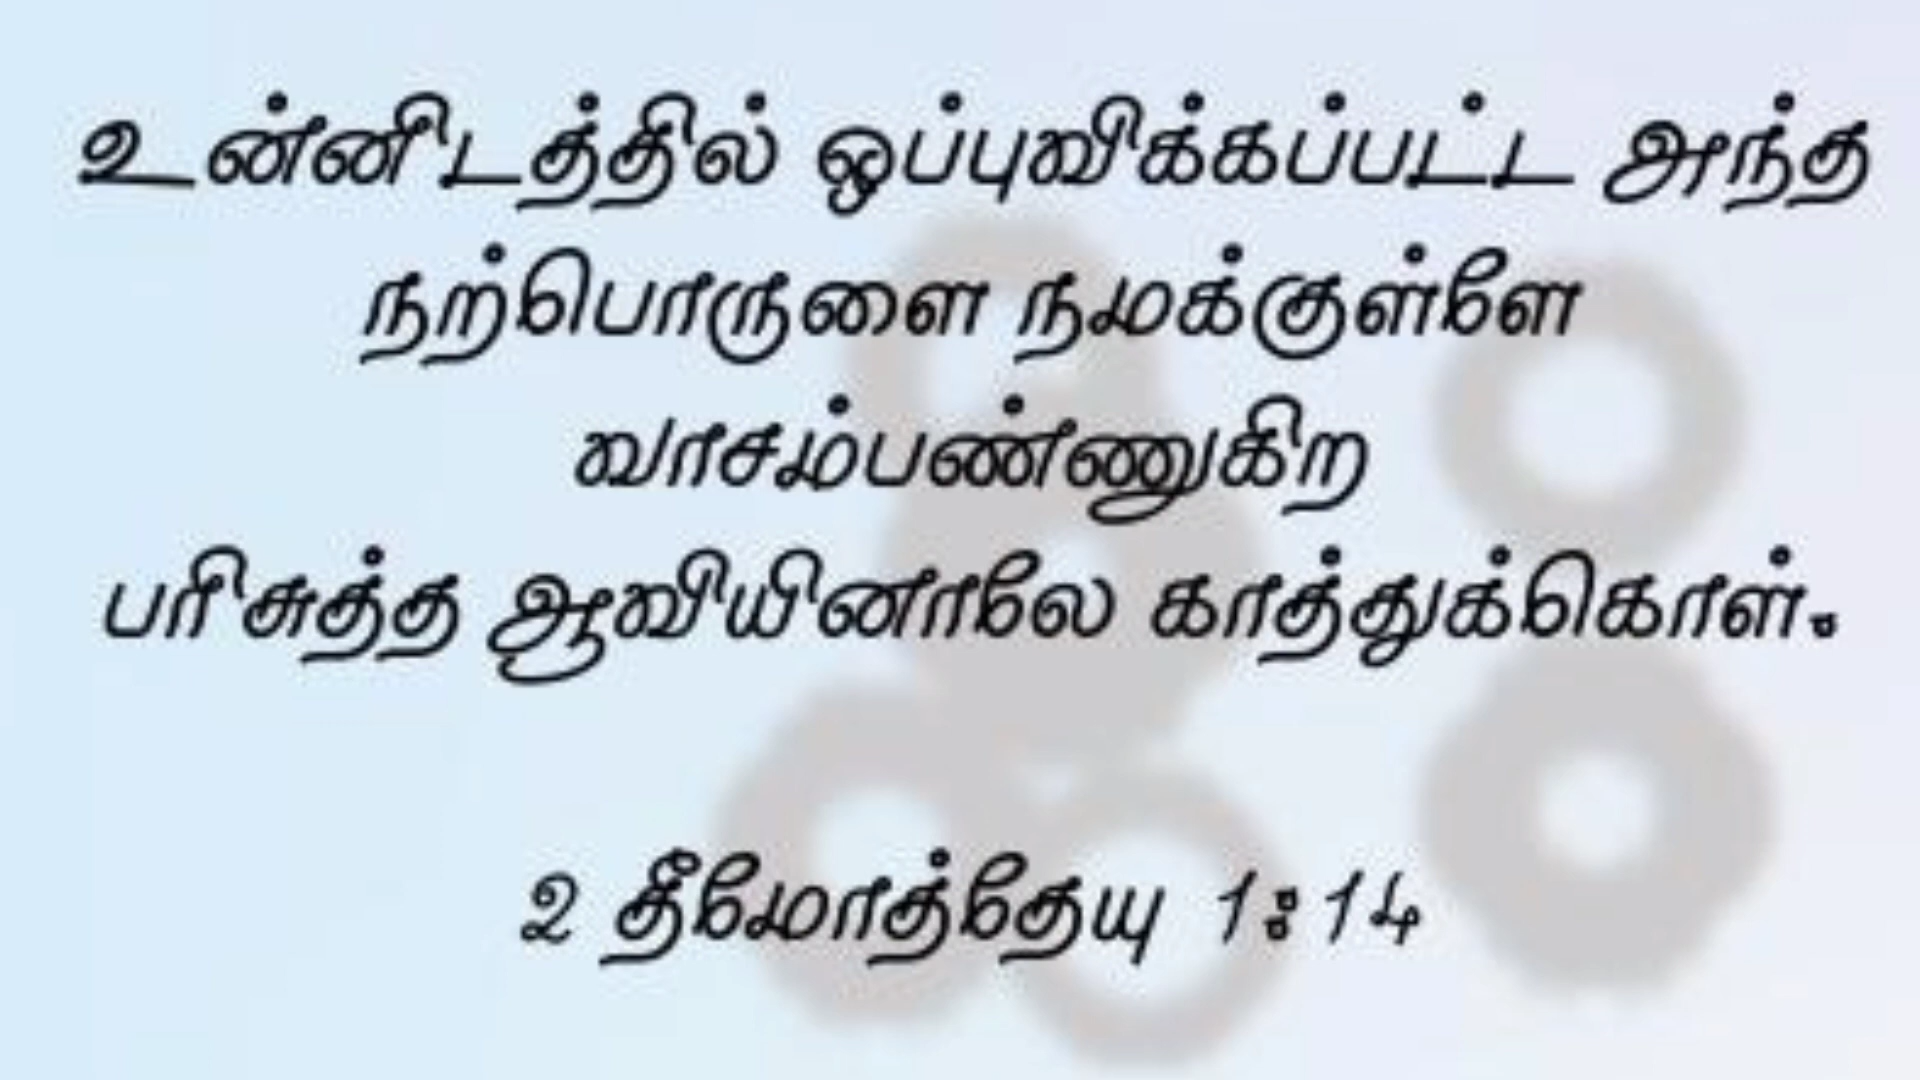 உன்னிடத்தில் ஒப்புவிக்கப்பட்ட அந்த
நற்பொருளை நமக்குள்ளே
வாசம்பண்ணுகிற
பரிசுத்த ஆவியினாலே காத்துக்கொள்.
2 தீமோத்தேயு 1:14